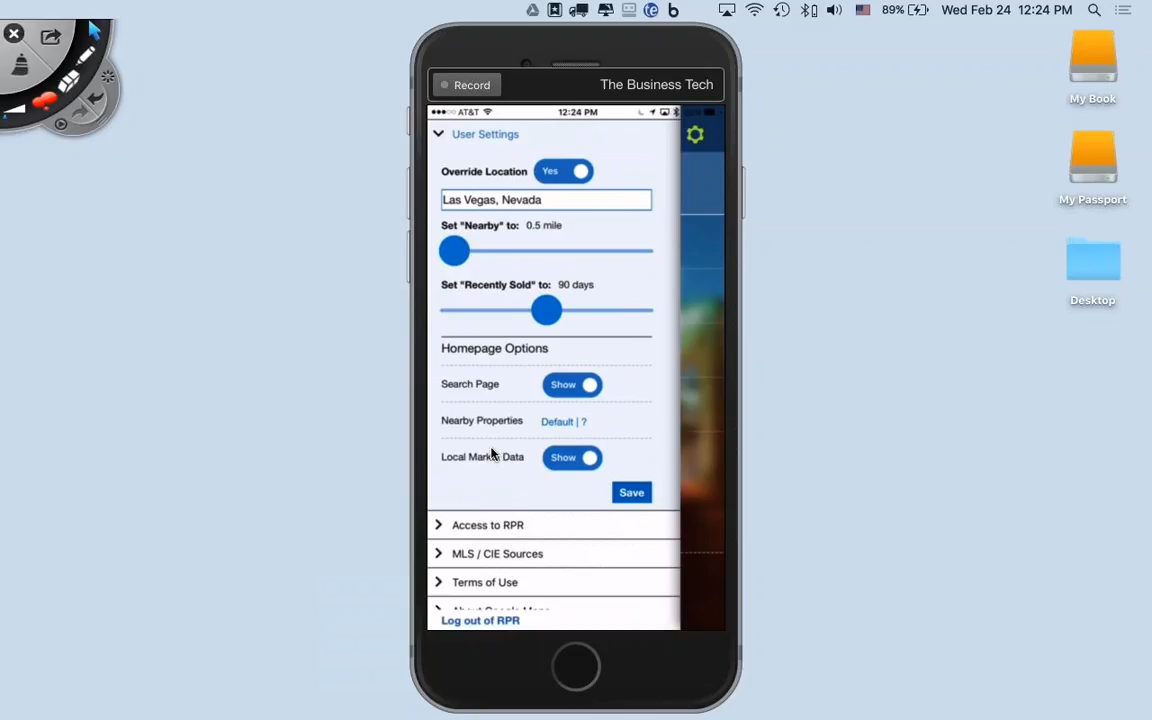 89% Wed Feb 24 12:24 PM
My Book
My Passport
Desktop
Record The Business Tech
AT&T 12:24 PM
User Settings
Override Location Yes
Las Vegas, Nevada
Set "Nearby" to: 0.5 mile
Set "Recently Sold" to: 90 days
Homepage Options
Search Page Show
Nearby Properties Default | ?
Local Market Data Show
Save
Access to RPR
MLS / CIE Sources
Terms of Use
About Google Maps
Log out of RPR